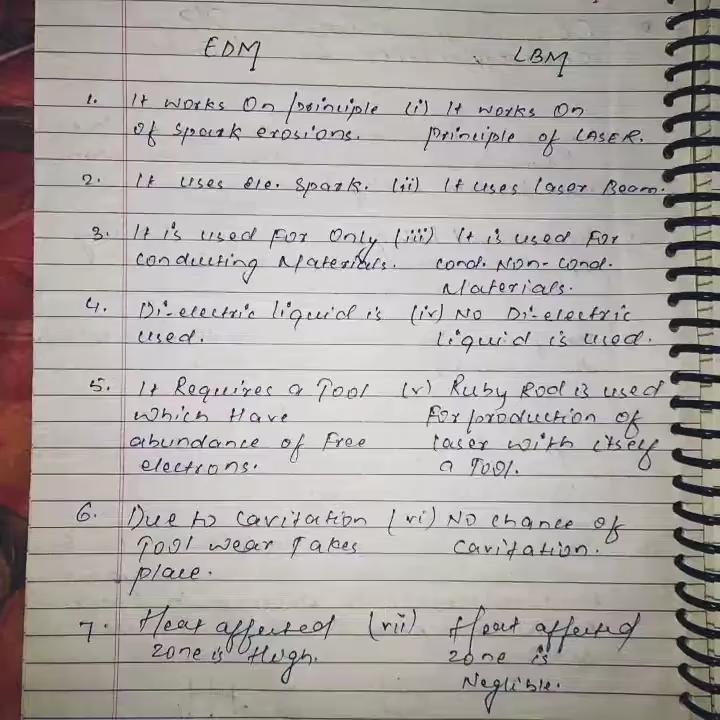 EDM LBM
1. It works On principle (i) It works On
of spark erosions. principle of LASER.
2. It uses ele. spark. (ii) It uses laser Beam.
3. It is used For Only (iii) It is used For
conducting Materials. cond. Non-cond.
Materials.
4. Di-electric liquid is (iv) NO Di-electric
used. liquid is used.
5. It Requires a Tool (v) Ruby Rod is used
which Have For production of
abundance of Free laser with itself
electrons. a Tool.
6. Due to cavitation (vi) NO chance of
Tool wear Takes cavitation.
place.
7. Heat affected (vii) Heat affected
zone is High. zone is
Neglible.